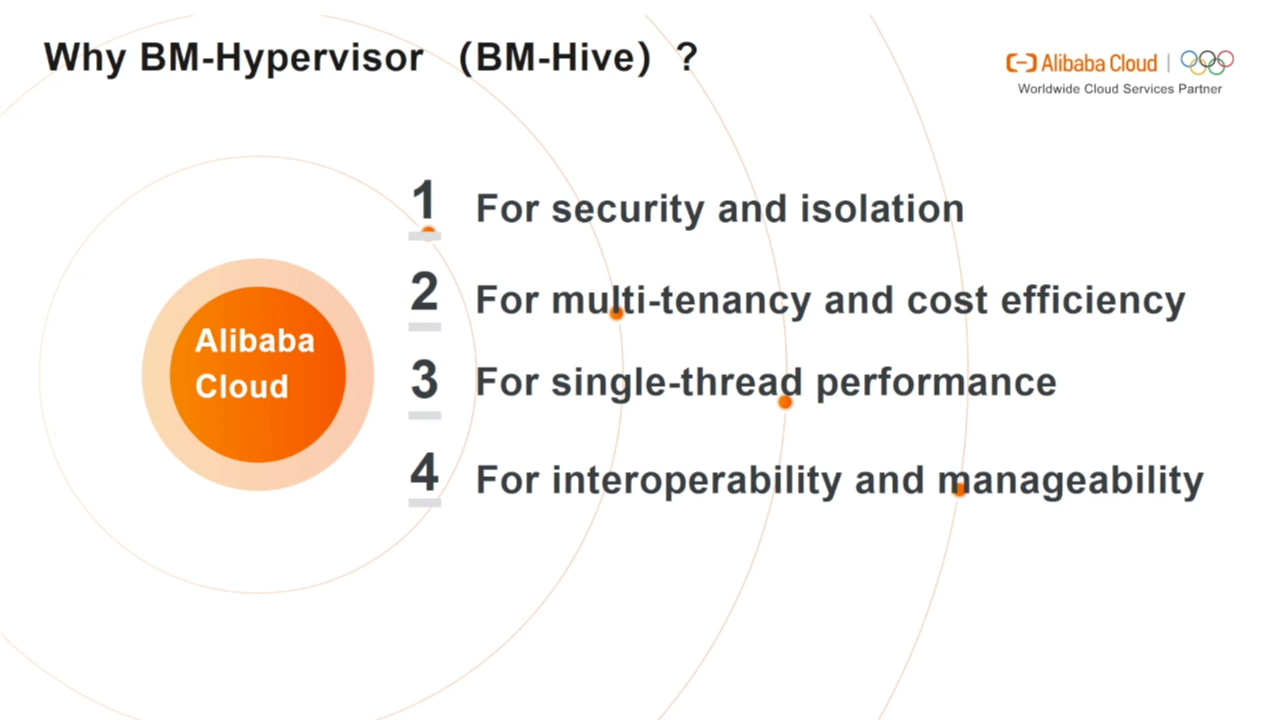 Why BM-Hypervisor （BM-Hive） ?
Alibaba Cloud
Worldwide Cloud Services Partner
1 For security and isolation
2 For multi-tenancy and cost efficiency
Alibaba
Cloud
3 For single-thread performance
4 For interoperability and manageability